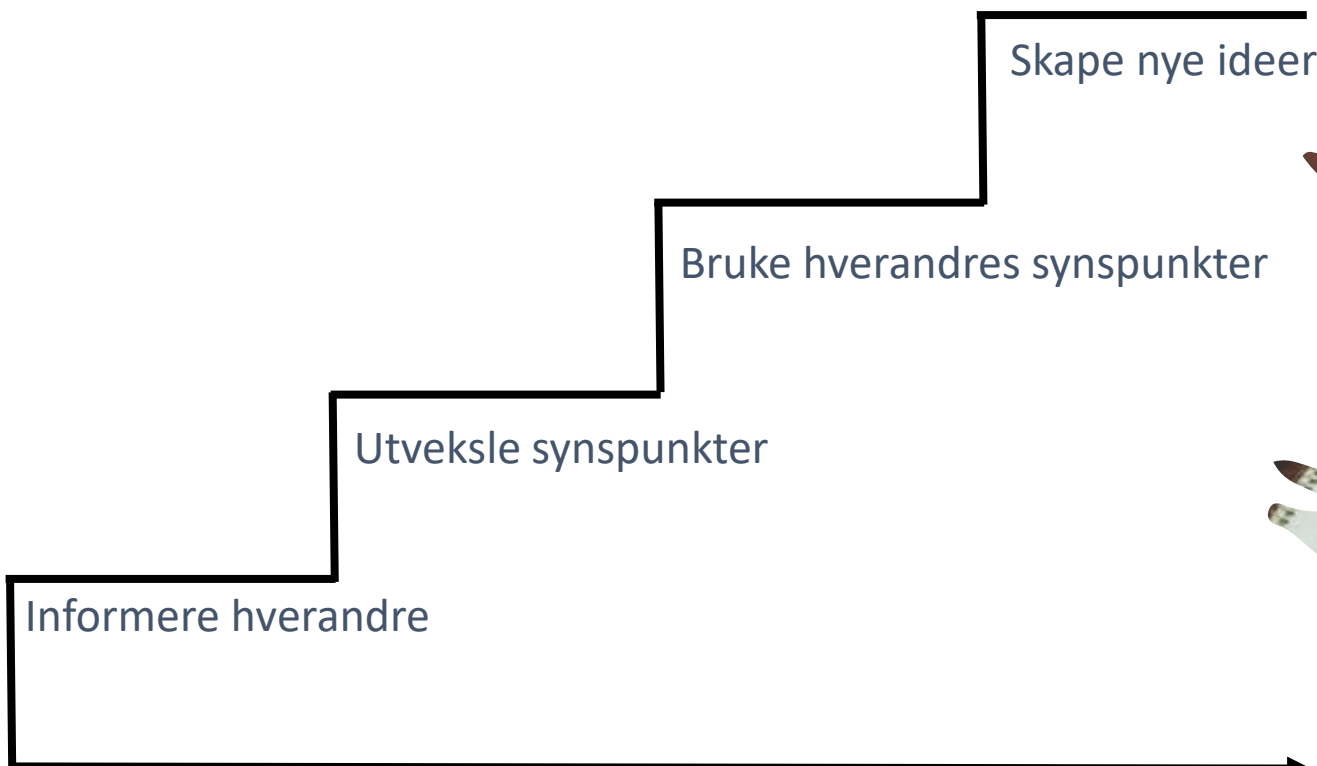 Skape nye ideer
Bruke hverandres synspunkter
Utveksle synspunkter
Informere hverandre